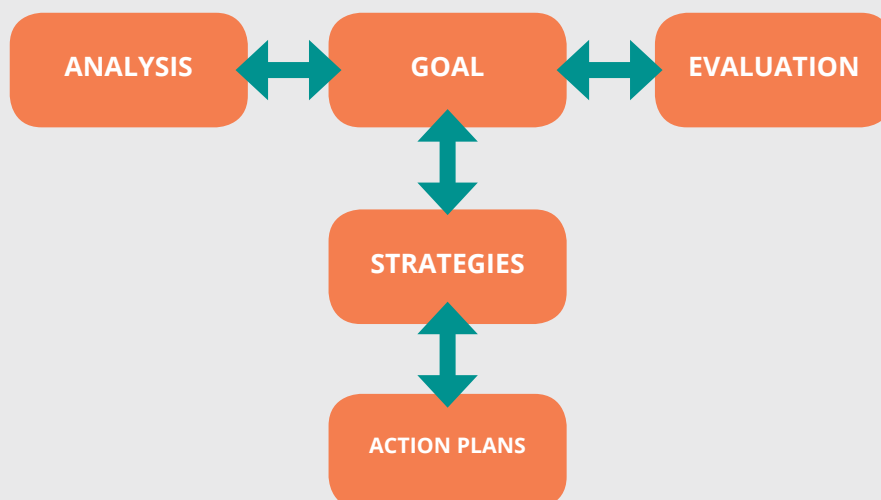 ANALYSIS
GOAL
EVALUATION
STRATEGIES
ACTION PLANS